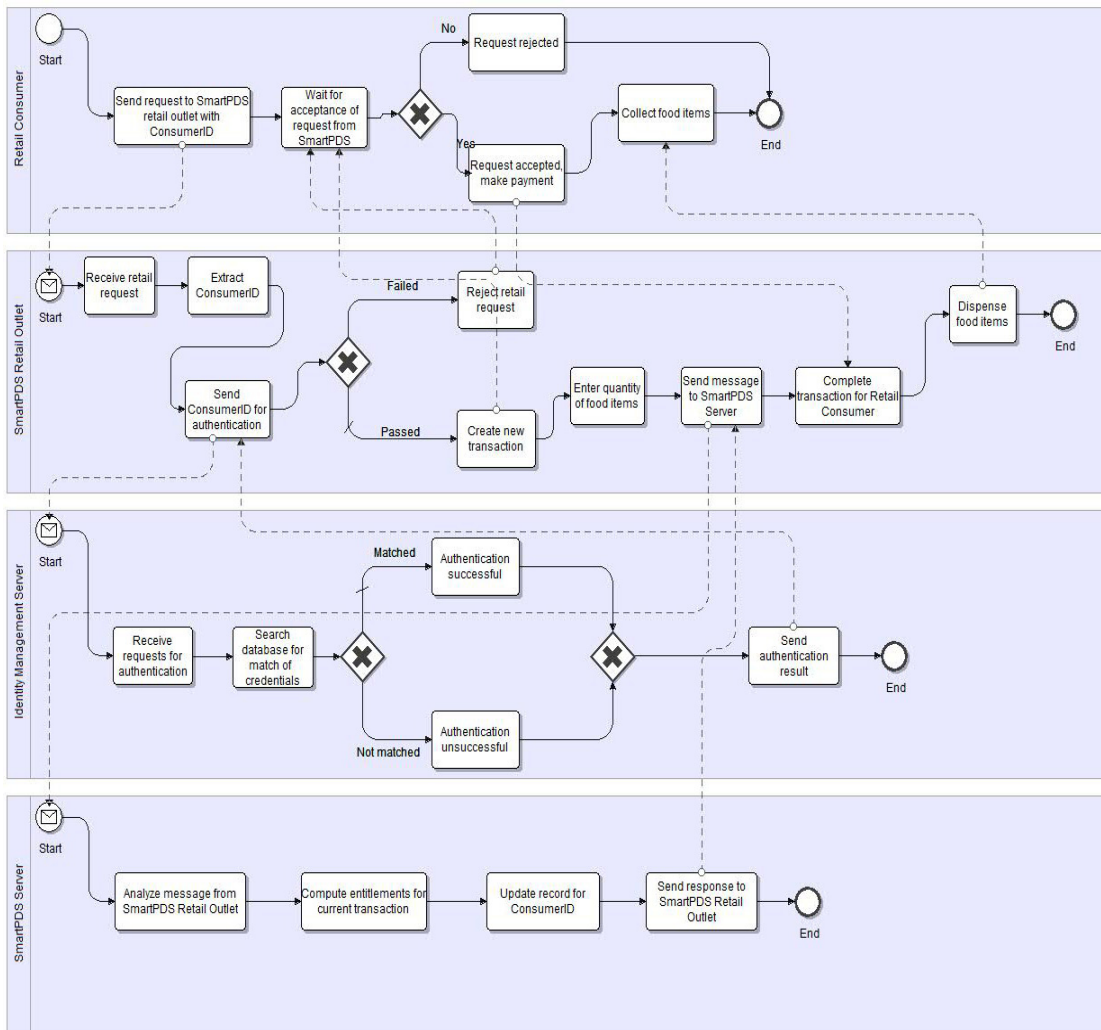 Retail Consumer
Start
Send request to SmartPDS
retail outlet with
ConsumerID
Wait for
acceptance of
request from
SmartPDS
No
Request rejected
Yes
Request accepted,
make payment
Collect food items
End
SmartPDS Retail Outlet
Start
Receive retail
request
Extract
ConsumerID
Send
ConsumerID for
authentication
Failed
Reject retail
request
Passed
Create new
transaction
Enter quantity
of food items
Send message
to SmartPDS
Server
Complete
transaction for Retail
Consumer
Dispense
food items
End
Identity Management Server
Start
Receive
requests for
authentication
Search
database for
match of
credentials
Matched
Authentication
successful
Not matched
Authentication
unsuccessful
Send
authentication
result
End
SmartPDS Server
Start
Analyze message from
SmartPDS Retail Outlet
Compute entitlements for
current transaction
Update record for
ConsumerID
Send response to
SmartPDS Retail
Outlet
End